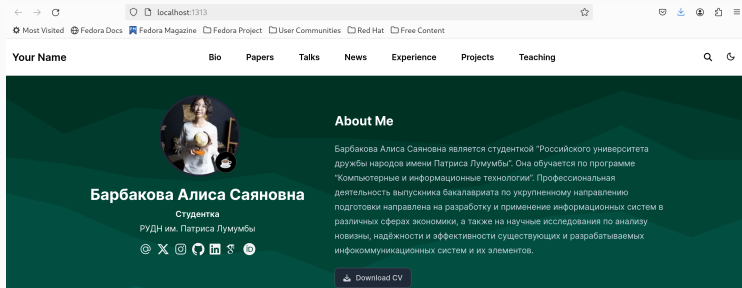 localhost:1313
Most Visited Fedora Docs Fedora Magazine Fedora Project User Communities Red Hat Free Content
Your Name Bio Papers Talks News Experience Projects Teaching
Барбакова Алиса Саяновна
Студентка
РУДН им. Патриса Лумумбы
About Me
Барбакова Алиса Саяновна является студенткой “Российского университета
дружбы народов имени Патриса Лумумбы”. Она обучается по программе
“Компьютерные и информационные технологии”. Профессиональная
деятельность выпускника бакалавриата по укрупненному направлению
подготовки направлена на разработку и применение информационных систем в
различных сферах экономики, а также на научные исследования по анализу
новизны, надёжности и эффективности существующих и разрабатываемых
инфокоммуникационных систем и их элементов.
Download CV